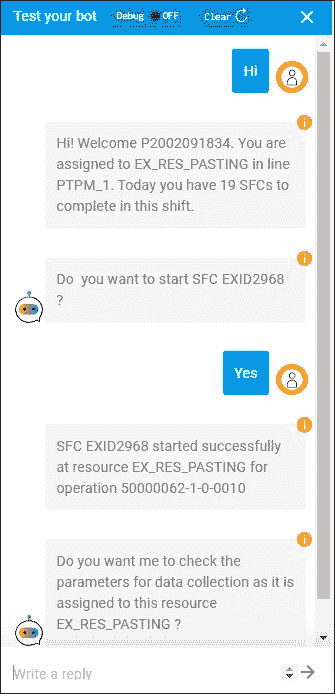 Test your bot Debug OFF Clear
Hi
Hi! Welcome P2002091834. You are
assigned to EX_RES_PASTING in line
PTPM_1. Today you have 19 SFCs to
complete in this shift.
Do you want to start SFC EXID2968
?
Yes
SFC EXID2968 started successfully
at resource EX_RES_PASTING for
operation 50000062-1-0-0010
Do you want me to check the
parameters for data collection as it is
assigned to this resource
EX_RES_PASTING ?
Write a reply